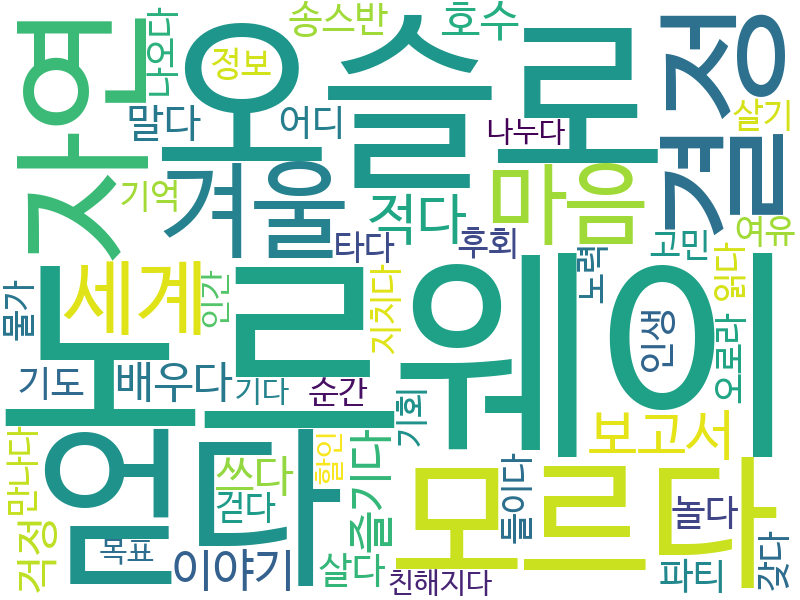 송스반
호수
나오다
정보
오슬로
결정
자연
말다
어디
나누다
살기
겨울
마음
기억
적다
여유
타다
후회
고민
노력
읽다
세계
인간
지치다
물가
노르웨이
인생
오로라
기도
배우다
기다
순간
기회
보고서
만나다
할인
쓰다
즐기다
모르다
들이다
걷다
놀다
걱정
목표
이야기
살다
친해지다
파티
갖다